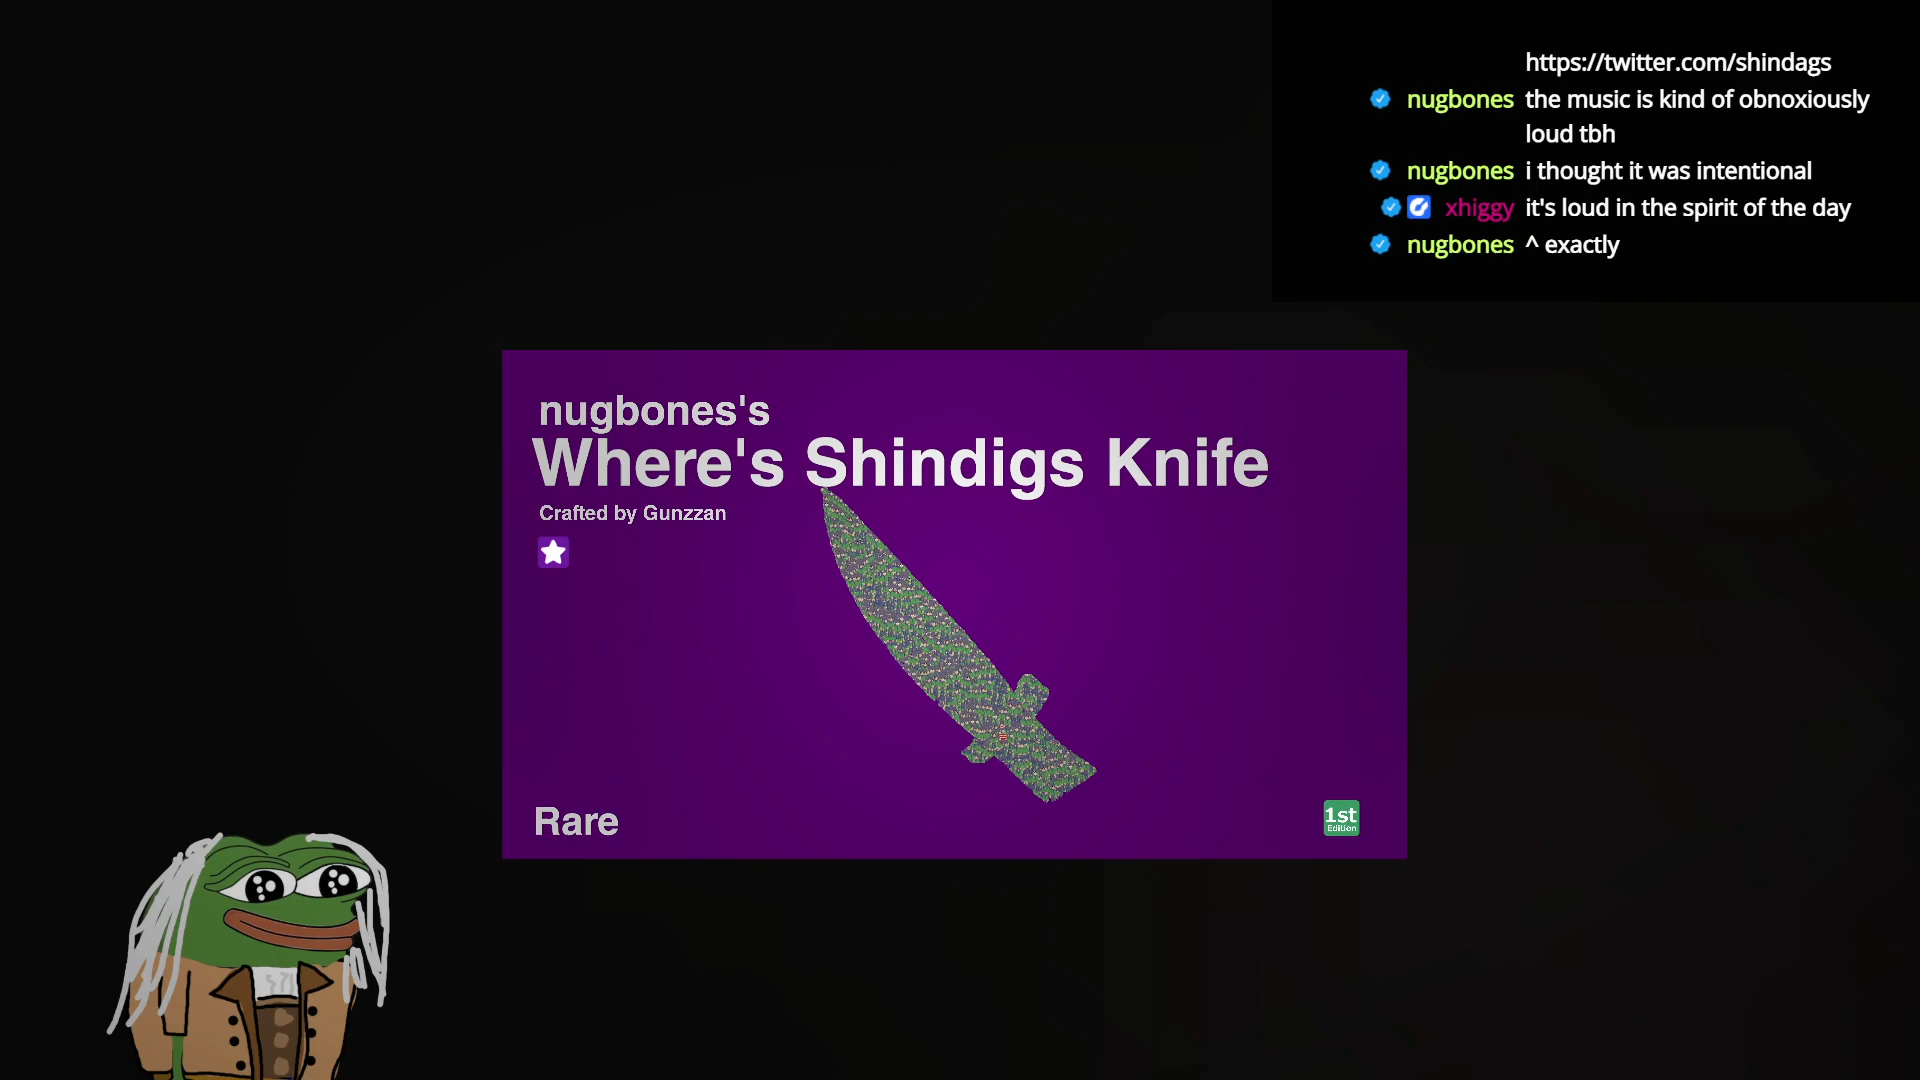 https://twitter.com/shindags
nugbones the music is kind of obnoxiously
loud tbh
nugbones i thought it was intentional
xhiggy it's loud in the spirit of the day
nugbones ^ exactly
nugbones's
Where's Shindigs Knife
Crafted by Gunzzan
Rare
1st
Edition